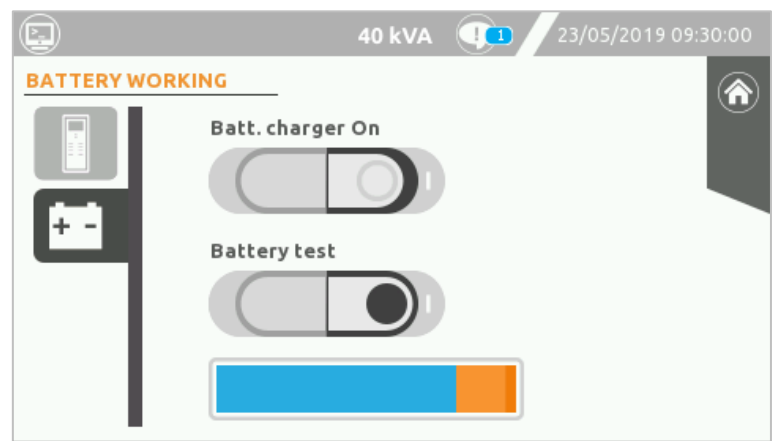 40 kVA
1
23/05/2019 09:30:00
BATTERY WORKING
Batt. charger On
+ -
Battery test